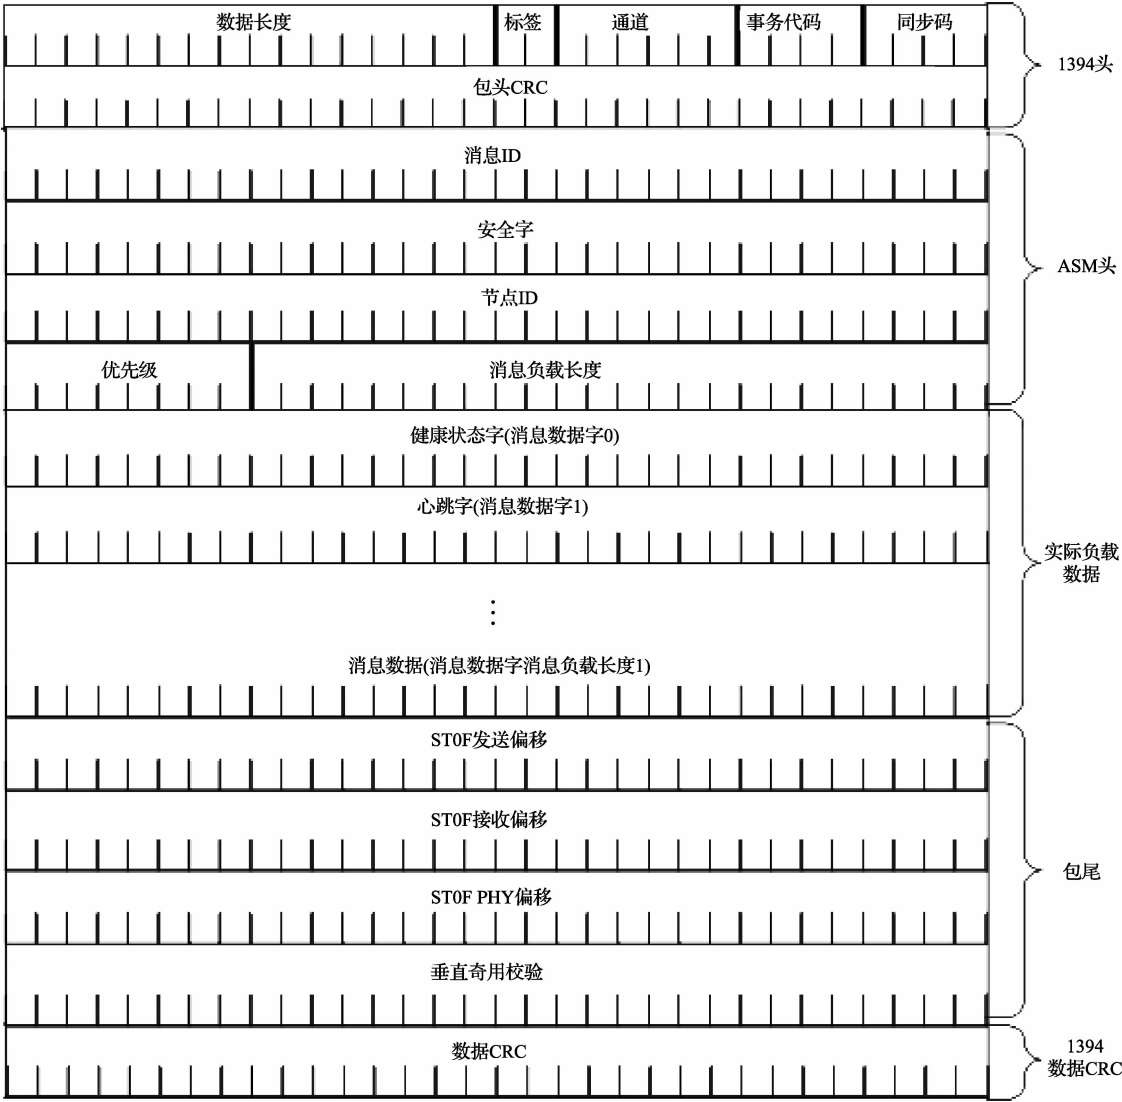 数据长度 标签 通道 事务代码 同步码
包头CRC
1394头
消息ID
安全字
节点ID
优先级 消息负载长度
ASM头
健康状态字(消息数据字0)
心跳字(消息数据字1)
⋮
消息数据(消息数据字消息负载长度1)
实际负载
数据
ST0F发送偏移
ST0F接收偏移
ST0F PHY偏移
垂直奇用校验
包尾
数据CRC
1394
数据CRC